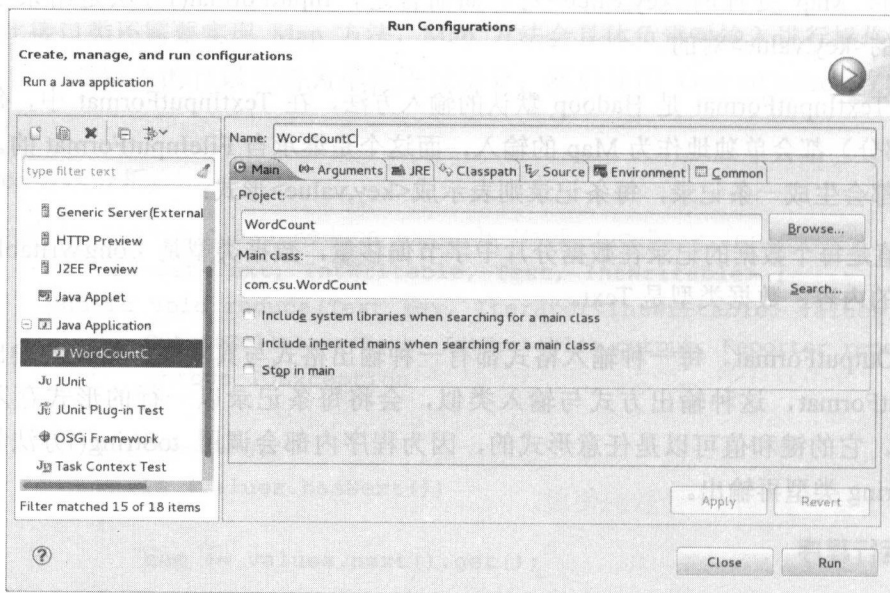 Run Configurations
Create, manage, and run configurations
Run a Java application
Name: WordCountC
type filter text
Main Arguments JRE Classpath Source Environment Common
Project:
Generic Server(External
WordCount Browse...
HTTP Preview
Main class:
J2EE Preview
com.csu.WordCount Search...
Java Applet
Include system libraries when searching for a main class
Java Application
Include inherited mains when searching for a main class
WordCountC
Stop in main
Ju JUnit
JUnit Plug-in Test
OSGi Framework
Task Context Test
Filter matched 15 of 18 items
Apply Revert
Close Run